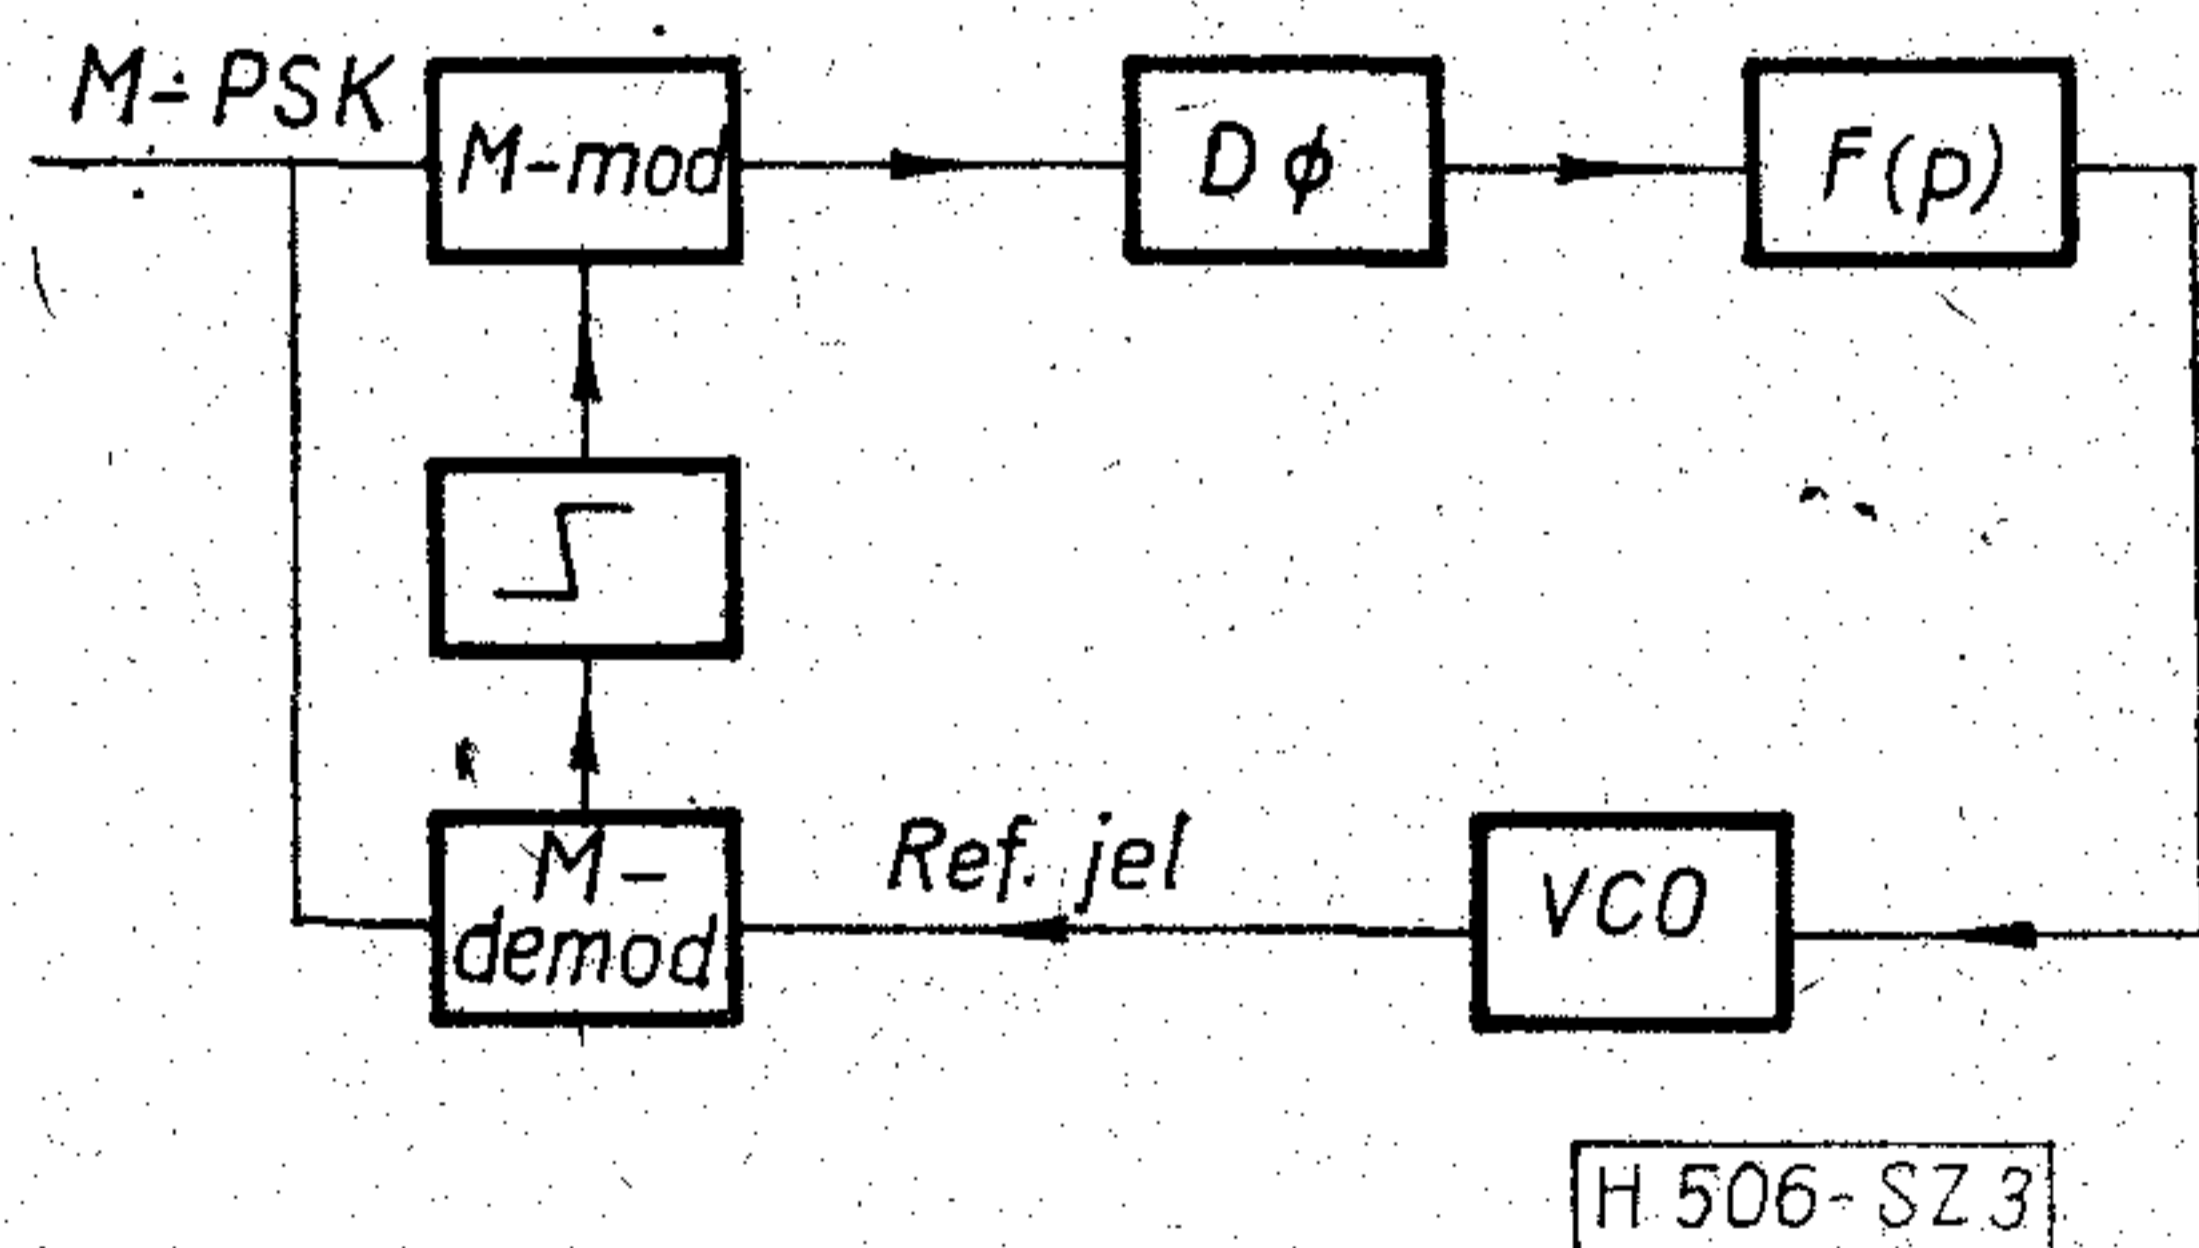 M-PSK
M-mod
Dϕ
F(p)
M-
demod
Ref. jel
VCO
H 506-SZ 3